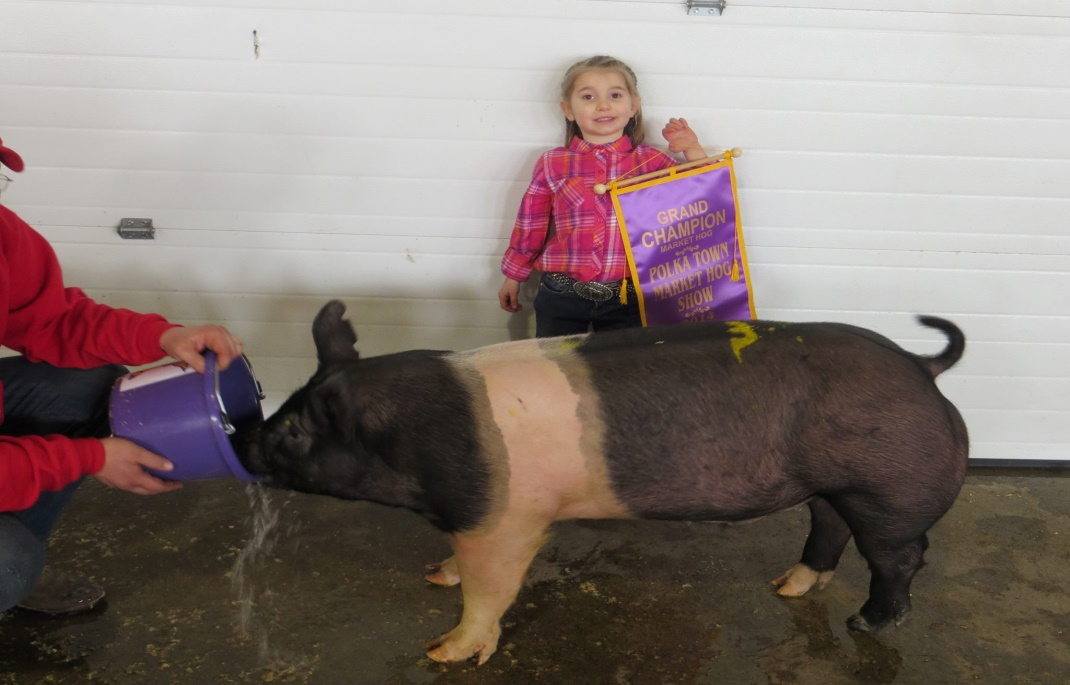 GRAND
CHAMPION
MARKET HOG
POLKA TOWN
MARKET HOG
SHOW